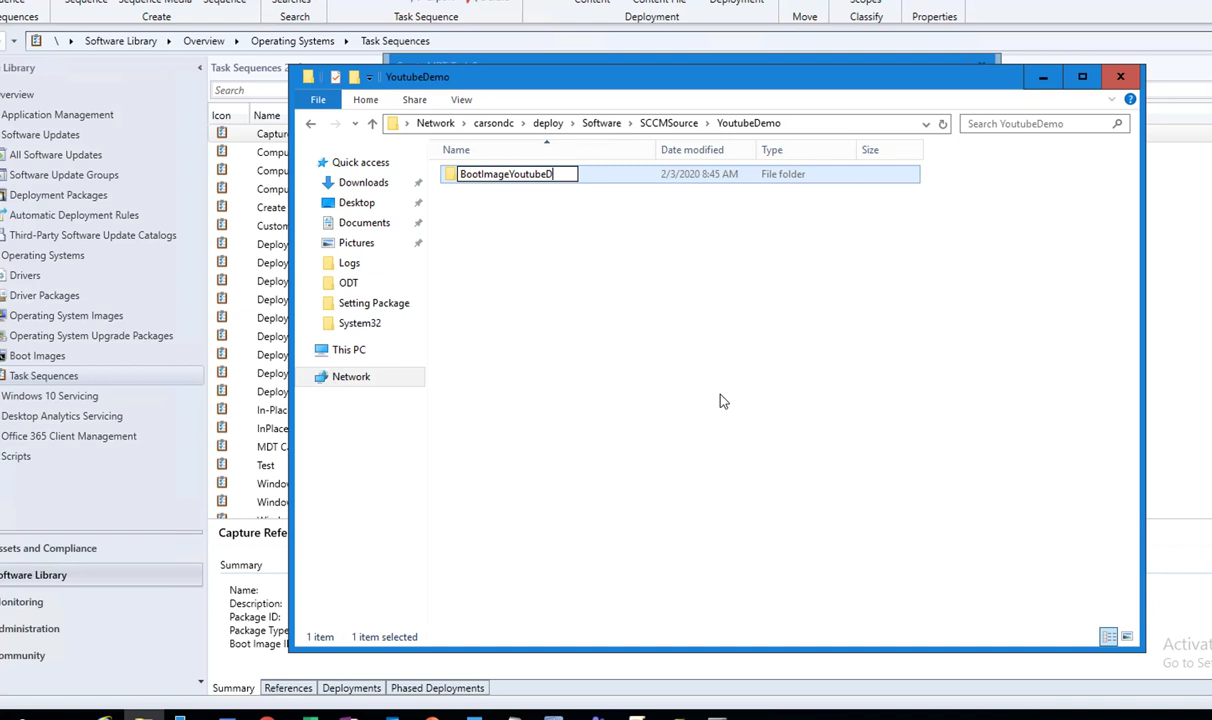 Sequence Media
Create
Searches
Search
Task Sequence
Content
Content File
Deployment
Deployment
Scopes
Move
Classify
Properties
\ Software Library Overview Operating Systems Task Sequences
Library
verview
Application Management
Software Updates
All Software Updates
Software Update Groups
Deployment Packages
Automatic Deployment Rules
Third-Party Software Update Catalogs
Operating Systems
Drivers
Driver Packages
Operating System Images
Operating System Upgrade Packages
Boot Images
Task Sequences
Windows 10 Servicing
Desktop Analytics Servicing
Office 365 Client Management
Scripts
ssets and Compliance
oftware Library
onitoring
dministration
ommunity
Task Sequences 2
Search
Icon Name
Captur
Compu
Compu
Compu
Create
Custom
Deploy
Deploy
Deploy
Deploy
Deploy
Deploy
Deploy
Deploy
Deploy
In-Plac
InPlace
MDT Ca
Test
Window
Window
Capture Refe
Summary
Name:
Description:
Package ID:
Package Type
Boot Image I
Summary References Deployments Phased Deployments
YoutubeDemo
File Home Share View
Network carsondc deploy Software SCCMSource YoutubeDemo
Search YoutubeDemo
Name Date modified Type Size
BootImageYoutubeD 2/3/2020 8:45 AM File folder
Quick access
Downloads
Desktop
Documents
Pictures
Logs
ODT
Setting Package
System32
This PC
Network
1 item 1 item selected
Activat
Go to Se